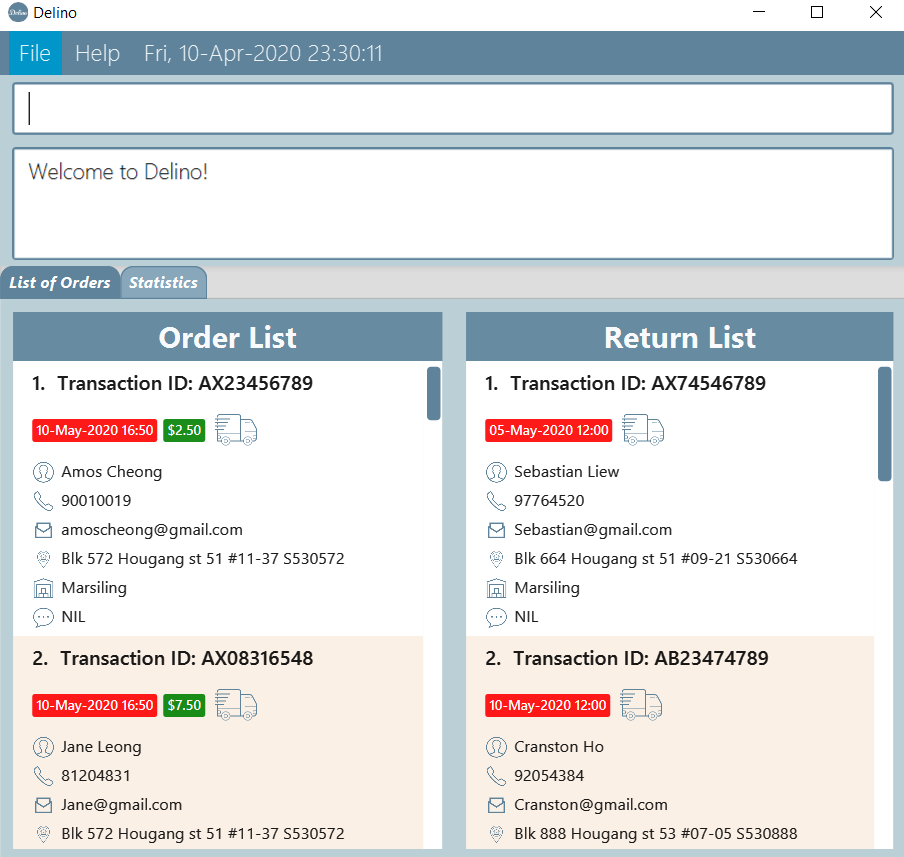 Delino
File Help Fri, 10-Apr-2020 23:30:11
Welcome to Delino!
List of Orders Statistics
Order List
1. Transaction ID: AX23456789
10-May-2020 16:50 $2.50
Amos Cheong
90010019
amoscheong@gmail.com
Blk 572 Hougang st 51 #11-37 S530572
Marsiling
NIL
2. Transaction ID: AX08316548
10-May-2020 16:50 $7.50
Jane Leong
81204831
Jane@gmail.com
Blk 572 Hougang st 51 #11-37 S530572
Return List
1. Transaction ID: AX74546789
05-May-2020 12:00
Sebastian Liew
97764520
Sebastian@gmail.com
Blk 664 Hougang st 51 #09-21 S530664
Marsiling
NIL
2. Transaction ID: AB23474789
10-May-2020 12:00
Cranston Ho
92054384
Cranston@gmail.com
Blk 888 Hougang st 53 #07-05 S530888